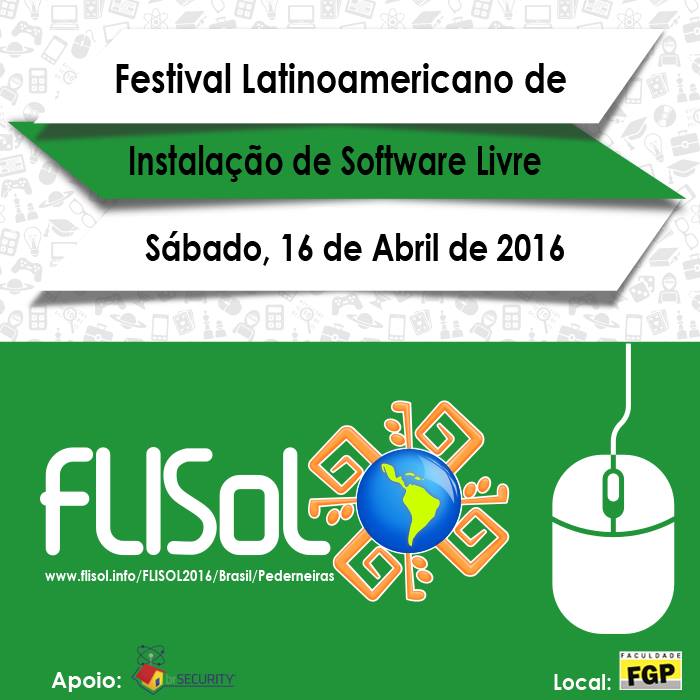 Festival Latinoamericano de
Instalação de Software Livre
Sábado, 16 de Abril de 2016
FLISoL
www.flisol.info/FLISOL2016/Brasil/Pederneiras
Apoio:
SECURITY
Local:
FACULDADE
FGP